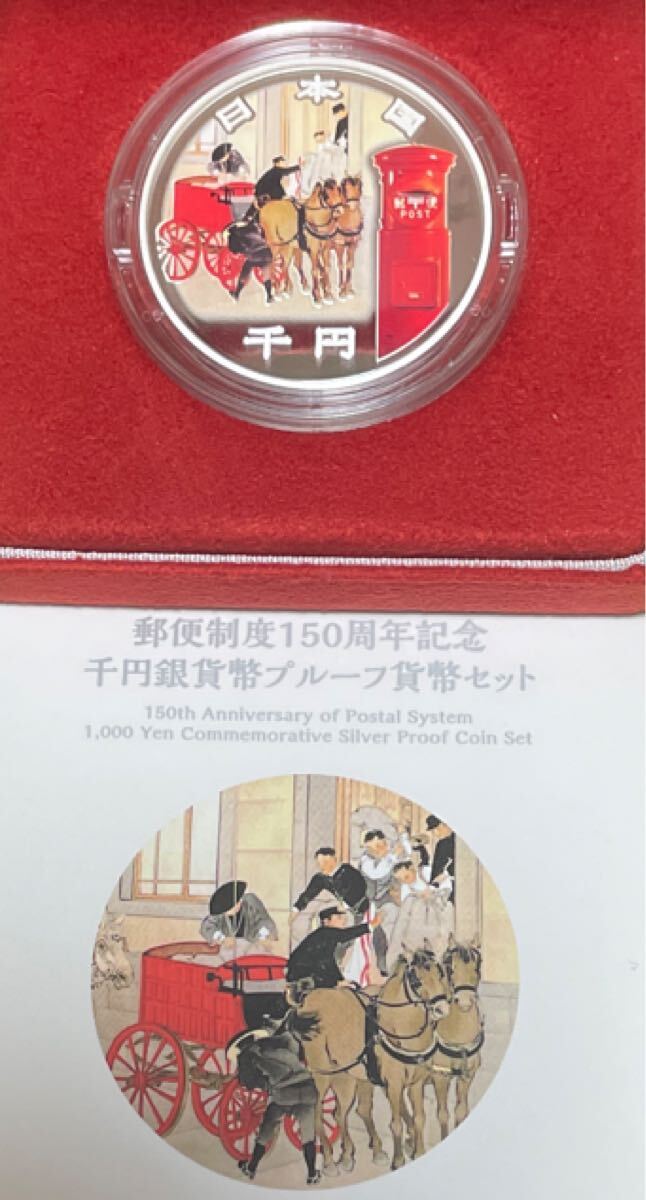 日本国
郵〒便
POST
千円
郵便制度150周年記念
千円銀貨幣プルーフ貨幣セット
150th Anniversary of Postal System
1,000 Yen Commemorative Silver Proof Coin Set